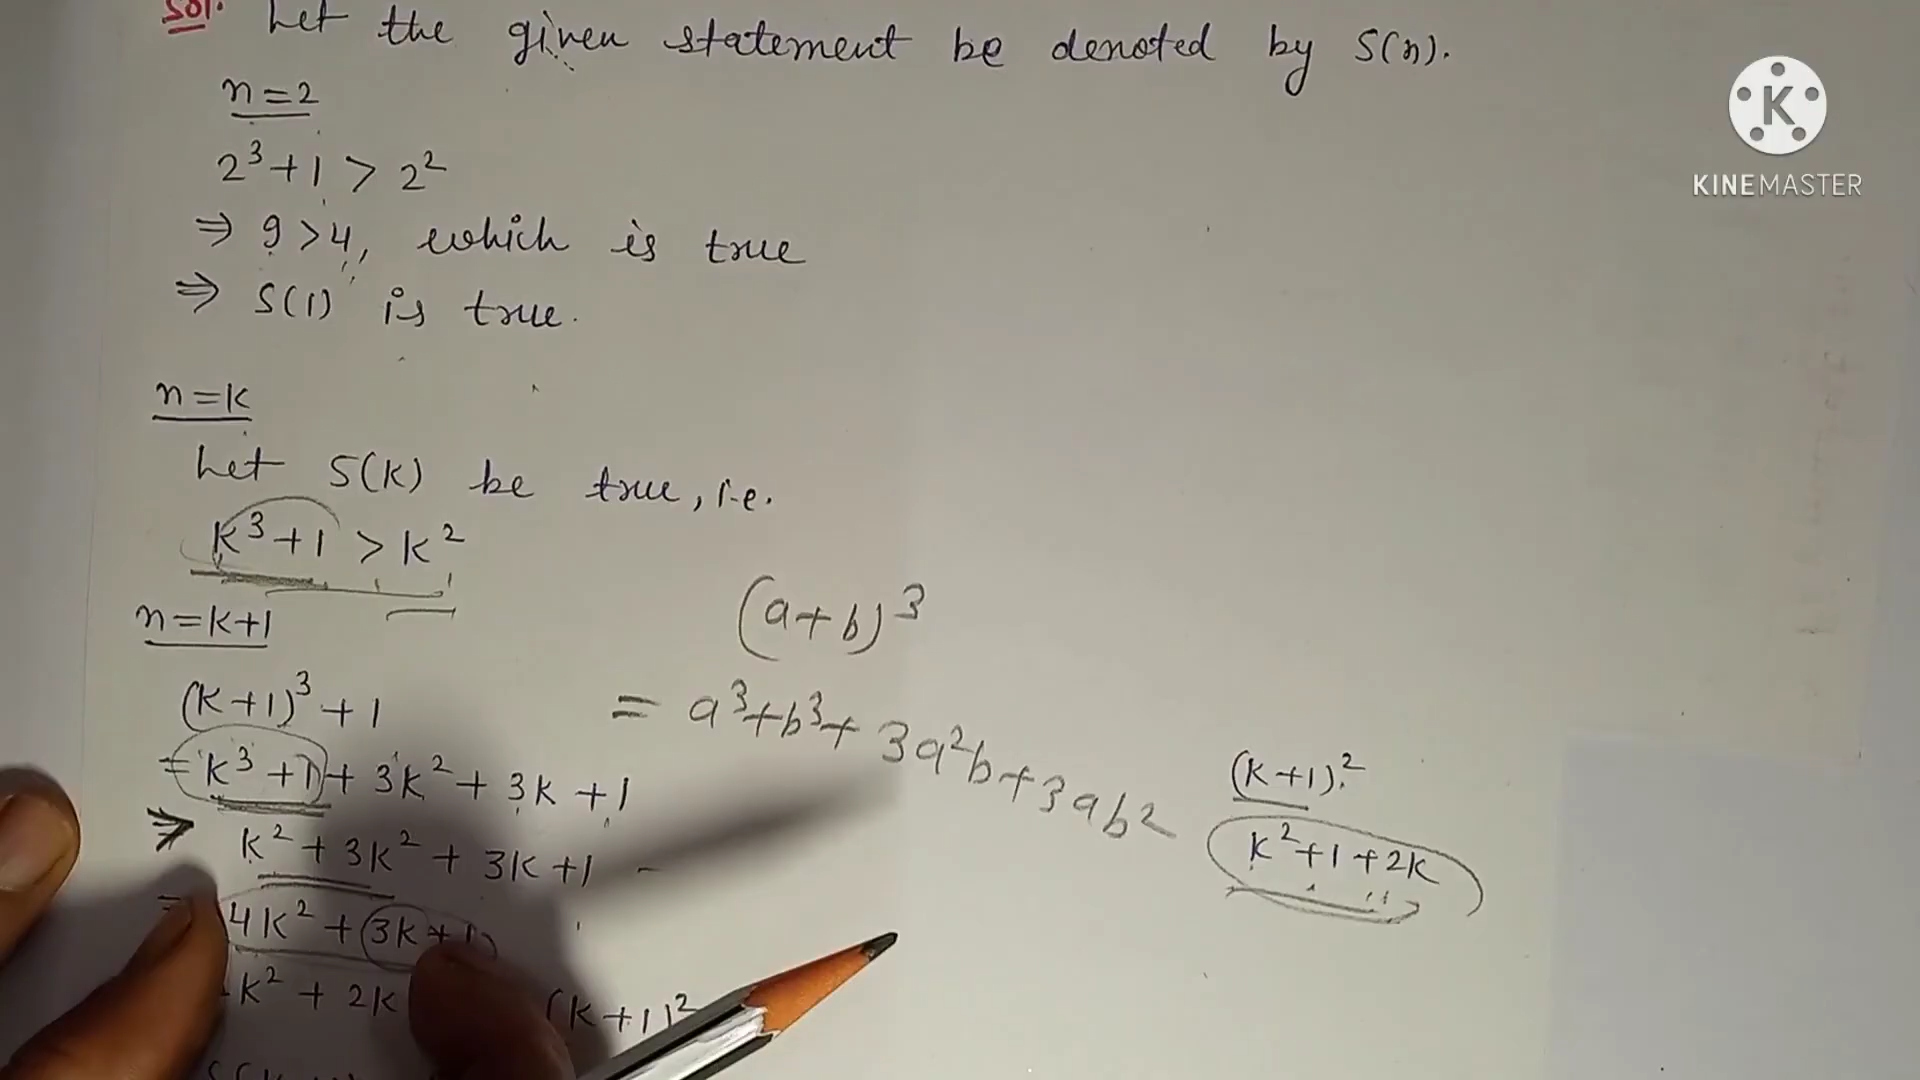 Sol. Let the given statement be denoted by S(n).
n=2
2³+1 > 2²
⇒ 9>4, which is true
⇒ S(1) is true.
n=k
Let S(k) be true, i.e.
k³+1 > k²
n=k+1
(k+1)³+1
= k³+1+3k²+3k+1
> k²+3k²+3k+1
= 4k²+3k+1
k²+2k (k+1)²
(a+b)³
= a³+b³+3a²b+3ab²
(k+1)²
k²+1+2k
K
KINEMASTER